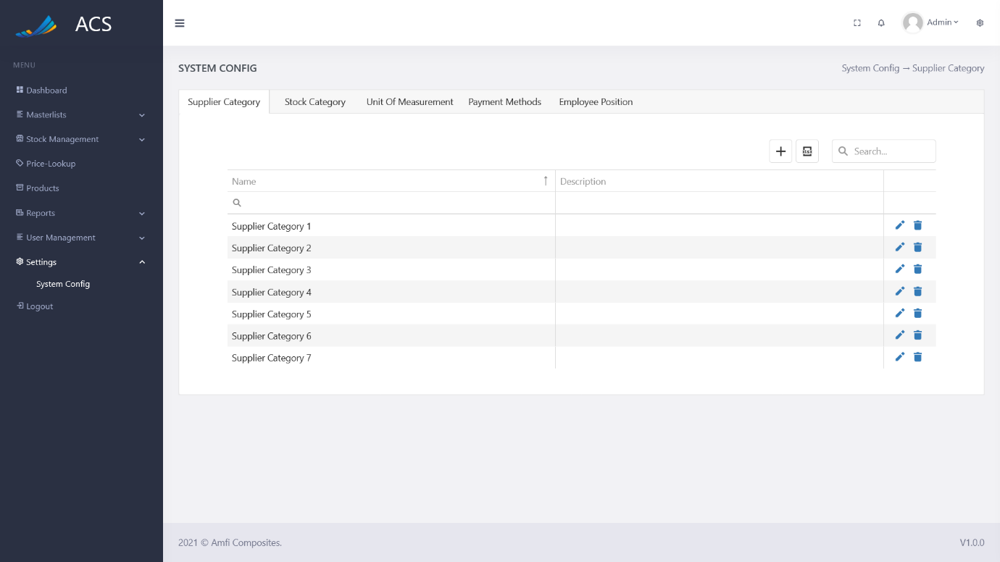 ACS
Admin
MENU
Dashboard
Masterlists
Stock Management
Price-Lookup
Products
Reports
User Management
Settings
System Config
Logout
SYSTEM CONFIG
System Config → Supplier Category
Supplier Category Stock Category Unit Of Measurement Payment Methods Employee Position
XLSX Search...
Name Description
Supplier Category 1
Supplier Category 2
Supplier Category 3
Supplier Category 4
Supplier Category 5
Supplier Category 6
Supplier Category 7
2021 © Amfi Composites. V1.0.0